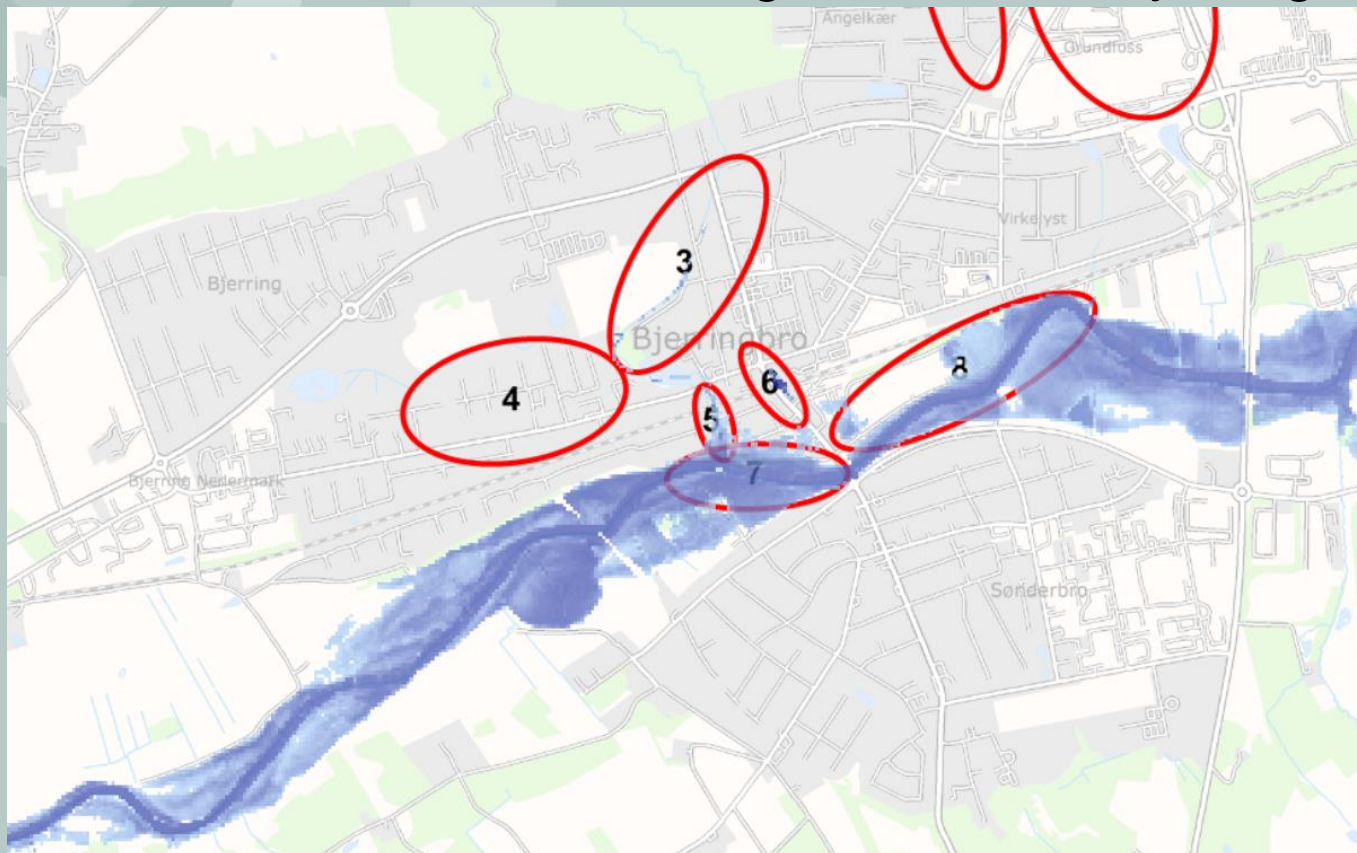 Angelkær
Grundfoss
Virkelyst
3
Bjerring
Bjerringbro
8
6
4
5
7
Bjerring Nedermark
Sønderbro